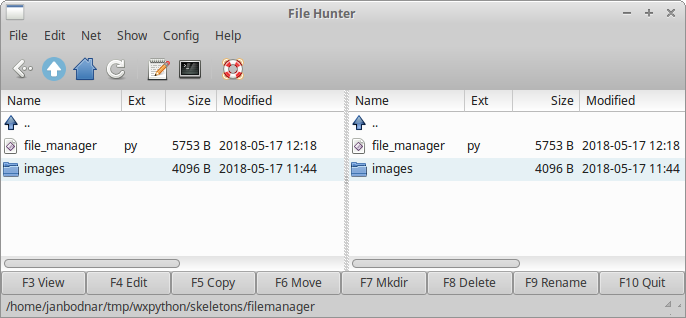 File Hunter
File Edit Net Show Config Help
Name Ext Size Modified Name Ext Size Modified
.. ..
file_manager py 5753 B 2018-05-17 12:18 file_manager py 5753 B 2018-05-17 12:18
images 4096 B 2018-05-17 11:44 images 4096 B 2018-05-17 11:44
F3 View F4 Edit F5 Copy F6 Move F7 Mkdir F8 Delete F9 Rename F10 Quit
/home/janbodnar/tmp/wxpython/skeletons/filemanager